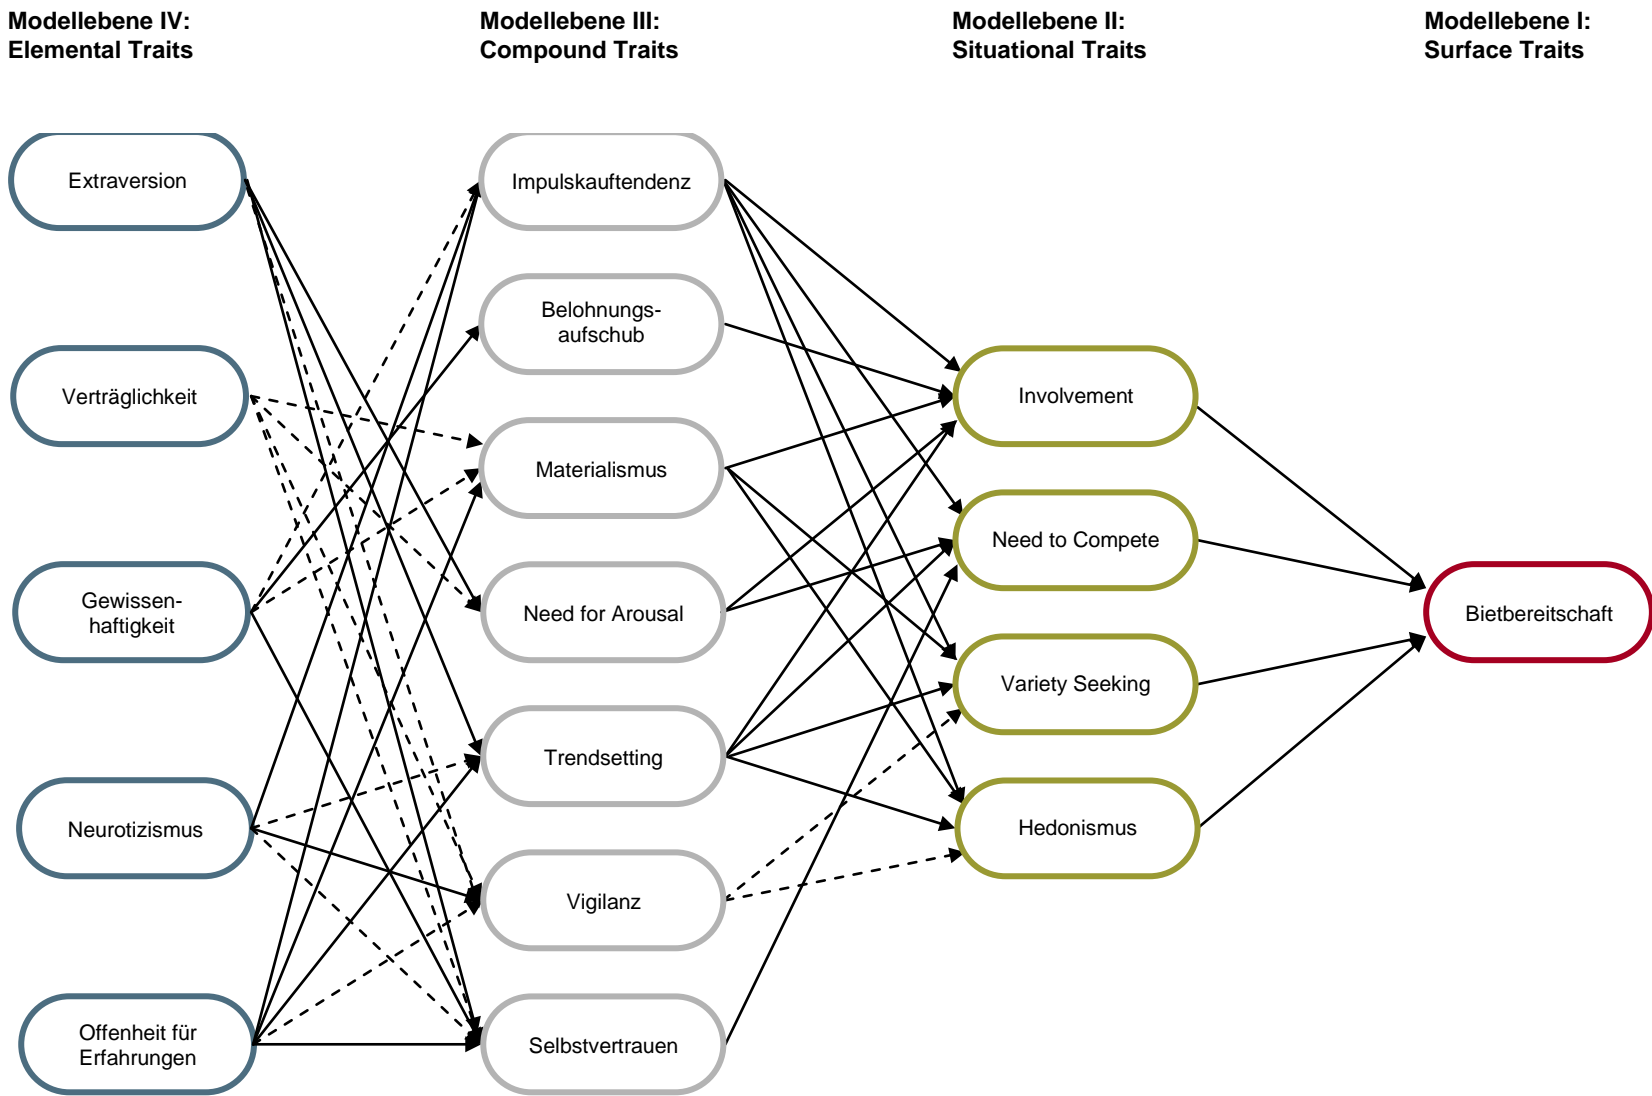 Modellebene IV:
Elemental Traits
Modellebene III:
Compound Traits
Modellebene II:
Situational Traits
Modellebene I:
Surface Traits
Extraversion
Verträglichkeit
Gewissen-
haftigkeit
Neurotizismus
Offenheit für
Erfahrungen
Impulskauftendenz
Belohnungs-
aufschub
Materialismus
Need for Arousal
Trendsetting
Vigilanz
Selbstvertrauen
Involvement
Need to Compete
Variety Seeking
Hedonismus
Bietbereitschaft